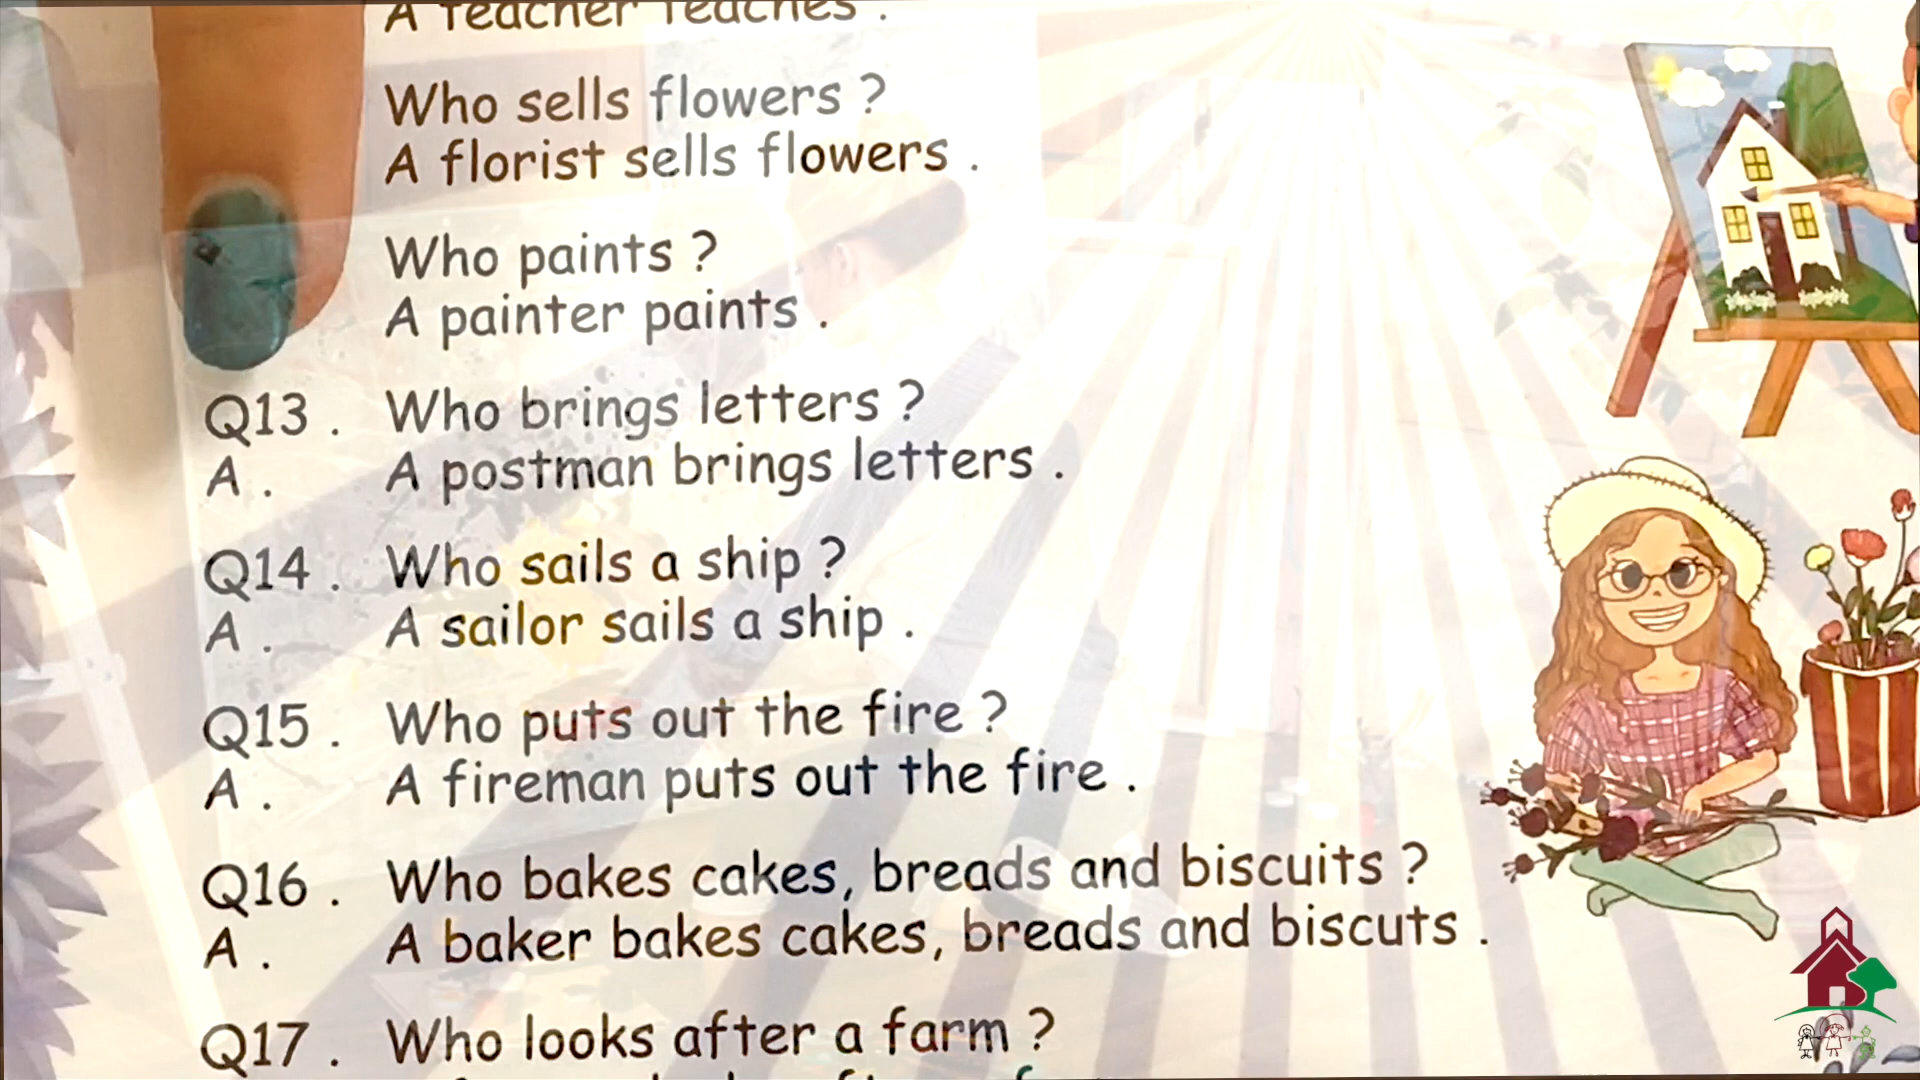 A teacher teaches .
Who sells flowers ?
A florist sells flowers .
Who paints ?
A painter paints .
Q13 . Who brings letters ?
A . A postman brings letters .
Q14 . Who sails a ship ?
A . A sailor sails a ship .
Q15 . Who puts out the fire ?
A . A fireman puts out the fire .
Q16 . Who bakes cakes, breads and biscuits ?
A . A baker bakes cakes, breads and biscuts .
Q17 . Who looks after a farm ?